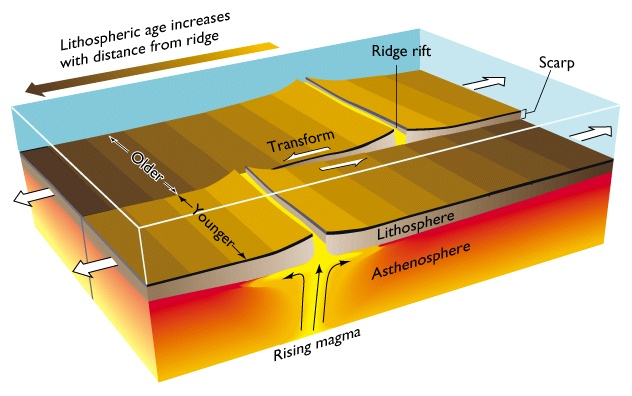 Lithospheric age increases
with distance from ridge
Ridge rift
Scarp
Transform
Older
Younger
Lithosphere
Asthenosphere
Rising magma